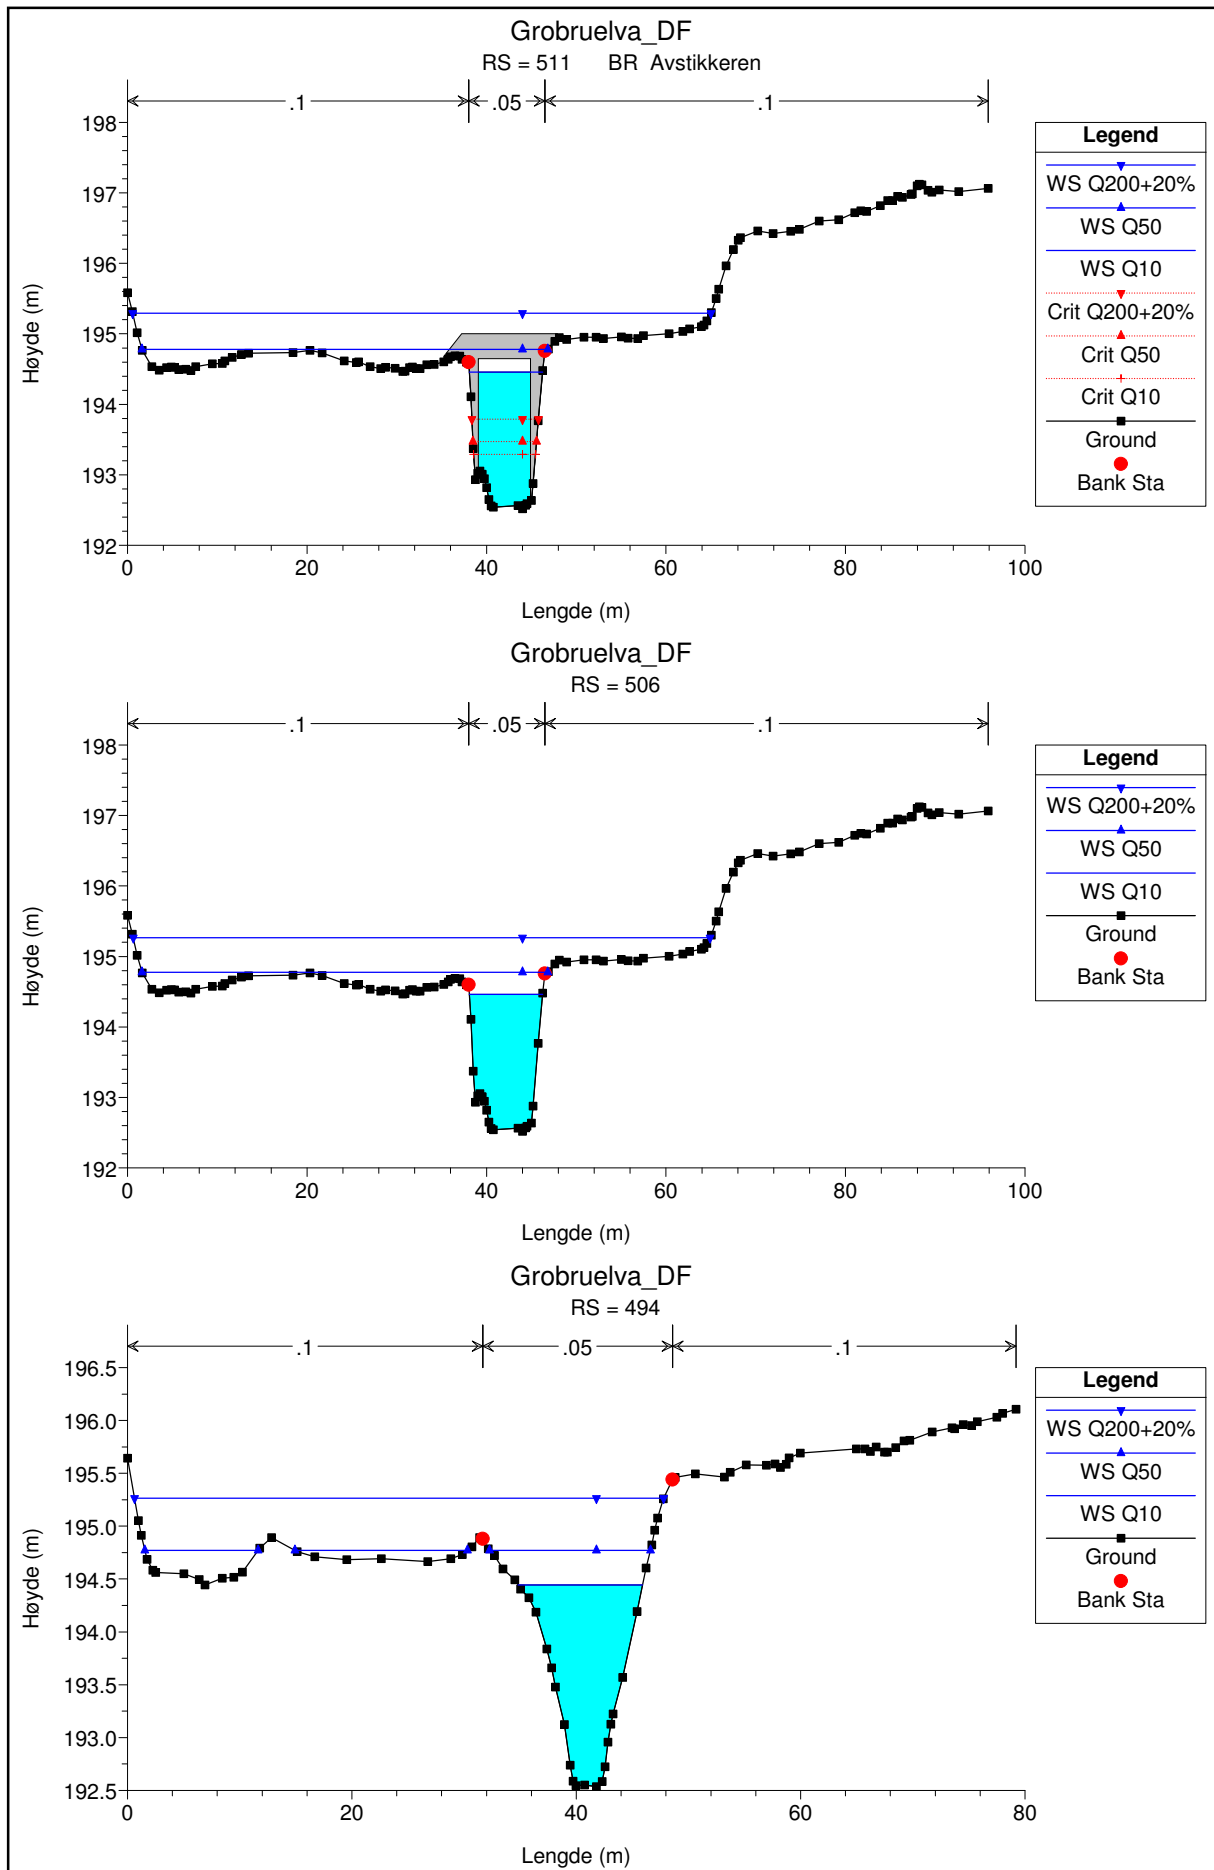 Grobruelva_DF
RS = 511 BR Avstikkeren
.1 .05 .1
198
197
196
195
194
193
192
Høyde (m)
0 20 40 60 80 100
Lengde (m)
Legend
WS Q200+20%
WS Q50
WS Q10
Crit Q200+20%
Crit Q50
Crit Q10
Ground
Bank Sta
Grobruelva_DF
RS = 506
.1 .05 .1
198
197
196
195
194
193
192
Høyde (m)
0 20 40 60 80 100
Lengde (m)
Legend
WS Q200+20%
WS Q50
WS Q10
Ground
Bank Sta
Grobruelva_DF
RS = 494
.1 .05 .1
196.5
196.0
195.5
195.0
194.5
194.0
193.5
193.0
192.5
Høyde (m)
0 20 40 60 80
Lengde (m)
Legend
WS Q200+20%
WS Q50
WS Q10
Ground
Bank Sta